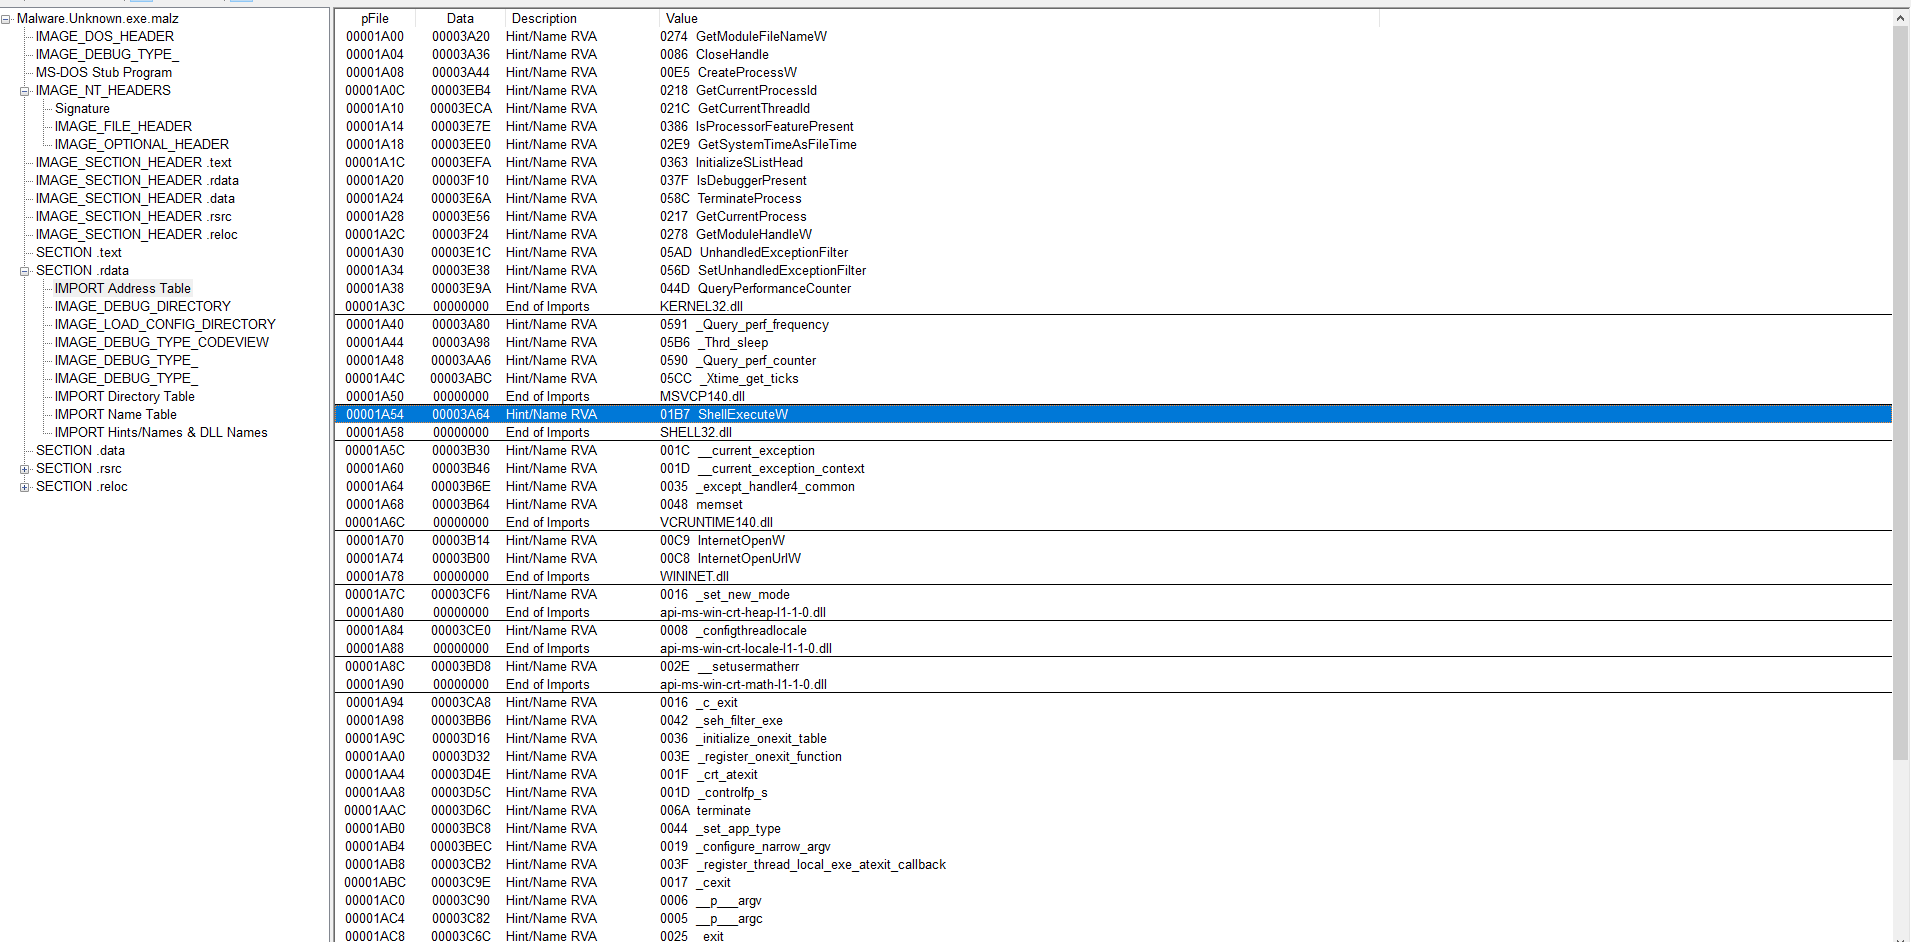 Malware.Unknown.exe.malz
IMAGE_DOS_HEADER
IMAGE_DEBUG_TYPE_
MS-DOS Stub Program
IMAGE_NT_HEADERS
Signature
IMAGE_FILE_HEADER
IMAGE_OPTIONAL_HEADER
IMAGE_SECTION_HEADER .text
IMAGE_SECTION_HEADER .rdata
IMAGE_SECTION_HEADER .data
IMAGE_SECTION_HEADER .rsrc
IMAGE_SECTION_HEADER .reloc
SECTION .text
SECTION .rdata
IMPORT Address Table
IMAGE_DEBUG_DIRECTORY
IMAGE_LOAD_CONFIG_DIRECTORY
IMAGE_DEBUG_TYPE_CODEVIEW
IMAGE_DEBUG_TYPE_
IMAGE_DEBUG_TYPE_
IMPORT Directory Table
IMPORT Name Table
IMPORT Hints/Names & DLL Names
SECTION .data
SECTION .rsrc
SECTION .reloc
pFile Data Description Value
00001A00 00003A20 Hint/Name RVA 0274 GetModuleFileNameW
00001A04 00003A36 Hint/Name RVA 0086 CloseHandle
00001A08 00003A44 Hint/Name RVA 00E5 CreateProcessW
00001A0C 00003EB4 Hint/Name RVA 0218 GetCurrentProcessId
00001A10 00003ECA Hint/Name RVA 021C GetCurrentThreadId
00001A14 00003E7E Hint/Name RVA 0386 IsProcessorFeaturePresent
00001A18 00003EE0 Hint/Name RVA 02E9 GetSystemTimeAsFileTime
00001A1C 00003EFA Hint/Name RVA 0363 InitializeSListHead
00001A20 00003F10 Hint/Name RVA 037F IsDebuggerPresent
00001A24 00003E6A Hint/Name RVA 058C TerminateProcess
00001A28 00003E56 Hint/Name RVA 0217 GetCurrentProcess
00001A2C 00003F24 Hint/Name RVA 0278 GetModuleHandleW
00001A30 00003E1C Hint/Name RVA 05AD UnhandledExceptionFilter
00001A34 00003E38 Hint/Name RVA 056D SetUnhandledExceptionFilter
00001A38 00003E9A Hint/Name RVA 044D QueryPerformanceCounter
00001A3C 00000000 End of Imports KERNEL32.dll
00001A40 00003A80 Hint/Name RVA 0591 _Query_perf_frequency
00001A44 00003A98 Hint/Name RVA 05B6 _Thrd_sleep
00001A48 00003AA6 Hint/Name RVA 0590 _Query_perf_counter
00001A4C 00003ABC Hint/Name RVA 05CC _Xtime_get_ticks
00001A50 00000000 End of Imports MSVCP140.dll
00001A54 00003A64 Hint/Name RVA 01B7 ShellExecuteW
00001A58 00000000 End of Imports SHELL32.dll
00001A5C 00003B30 Hint/Name RVA 001C __current_exception
00001A60 00003B46 Hint/Name RVA 001D __current_exception_context
00001A64 00003B6E Hint/Name RVA 0035 _except_handler4_common
00001A68 00003B64 Hint/Name RVA 0048 memset
00001A6C 00000000 End of Imports VCRUNTIME140.dll
00001A70 00003B14 Hint/Name RVA 00C9 InternetOpenW
00001A74 00003B00 Hint/Name RVA 00C8 InternetOpenUrlW
00001A78 00000000 End of Imports WININET.dll
00001A7C 00003CF6 Hint/Name RVA 0016 _set_new_mode
00001A80 00000000 End of Imports api-ms-win-crt-heap-l1-1-0.dll
00001A84 00003CE0 Hint/Name RVA 0008 _configthreadlocale
00001A88 00000000 End of Imports api-ms-win-crt-locale-l1-1-0.dll
00001A8C 00003BD8 Hint/Name RVA 002E __setusermatherr
00001A90 00000000 End of Imports api-ms-win-crt-math-l1-1-0.dll
00001A94 00003CA8 Hint/Name RVA 0016 _c_exit
00001A98 00003BB6 Hint/Name RVA 0042 _seh_filter_exe
00001A9C 00003D16 Hint/Name RVA 0036 _initialize_onexit_table
00001AA0 00003D32 Hint/Name RVA 003E _register_onexit_function
00001AA4 00003D4E Hint/Name RVA 001F _crt_atexit
00001AA8 00003D5C Hint/Name RVA 001D _controlfp_s
00001AAC 00003D6C Hint/Name RVA 006A terminate
00001AB0 00003BC8 Hint/Name RVA 0044 _set_app_type
00001AB4 00003BEC Hint/Name RVA 0019 _configure_narrow_argv
00001AB8 00003CB2 Hint/Name RVA 003F _register_thread_local_exe_atexit_callback
00001ABC 00003C9E Hint/Name RVA 0017 _cexit
00001AC0 00003C90 Hint/Name RVA 0006 __p___argv
00001AC4 00003C82 Hint/Name RVA 0005 __p___argc
00001AC8 00003C6C Hint/Name RVA 0025 _exit